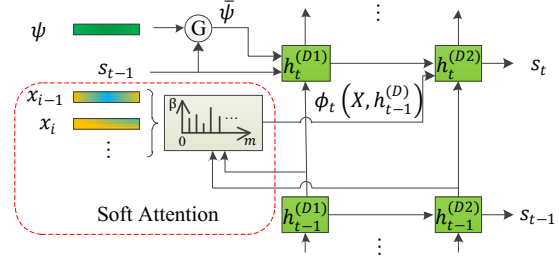 ψ G ψ̄ ⋮ ⋮
s_{t-1} h_t^{(D1)} h_t^{(D2)} s_t
x_{i-1} β ϕ_t (X, h_{t-1}^{(D)})
x_i ...
⋮ 0 m
Soft Attention h_{t-1}^{(D1)} h_{t-1}^{(D2)} s_{t-1}
⋮ ⋮